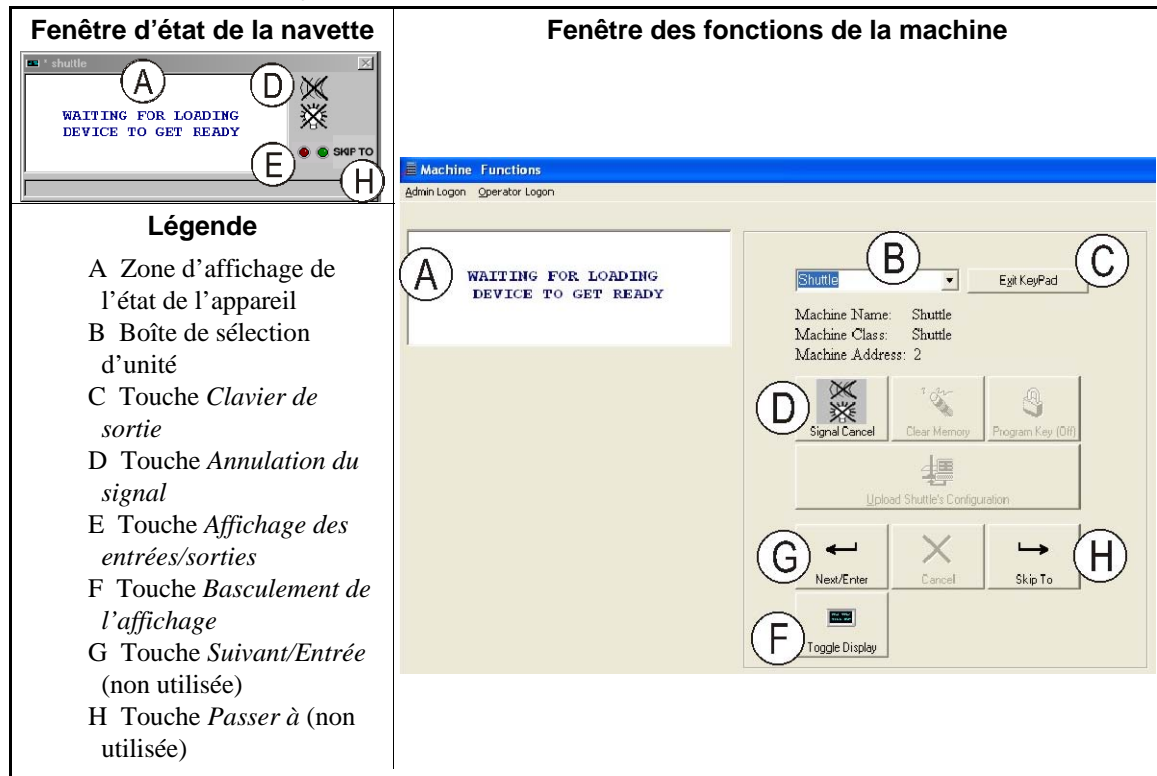 Fenêtre d'état de la navette
* shuttle
A
D
WAITING FOR LOADING
DEVICE TO GET READY
E
SKIP TO
H
Légende
A Zone d'affichage de
l'état de l'appareil
B Boîte de sélection
d'unité
C Touche Clavier de
sortie
D Touche Annulation du
signal
E Touche Affichage des
entrées/sorties
F Touche Basculement de
l'affichage
G Touche Suivant/Entrée
(non utilisée)
H Touche Passer à (non
utilisée)
Fenêtre des fonctions de la machine
Machine Functions
Admin Logon Operator Logon
A
WAITING FOR LOADING
DEVICE TO GET READY
Shuttle
B
Exit KeyPad
C
Machine Name: Shuttle
Machine Class: Shuttle
Machine Address: 2
D
Signal Cancel
Clear Memory
Program Key (Off)
Upload Shuttle's Configuration
G
Next/Enter
Cancel
Skip To
H
F
Toggle Display